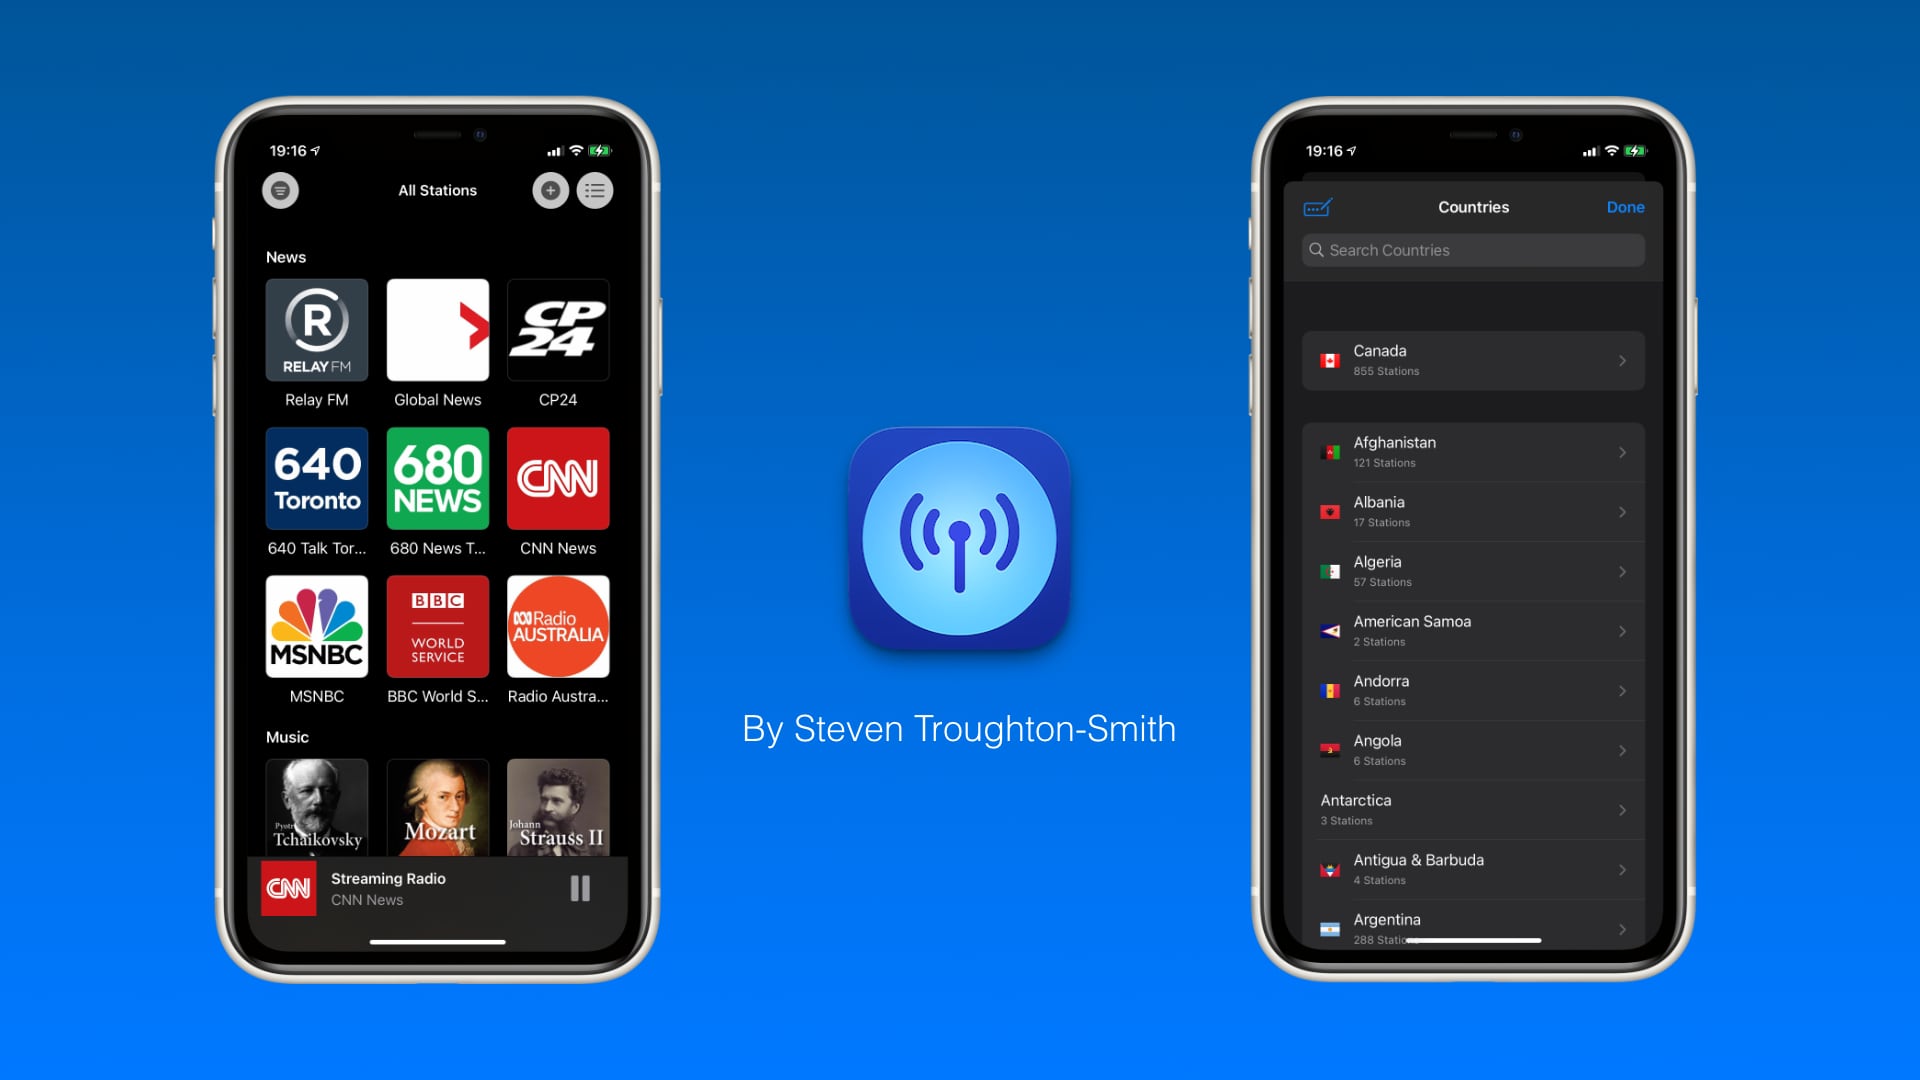 19:16
All Stations
News
R
RELAY FM
CP
24
Relay FM
Global News
CP24
640
Toronto
680
NEWS
CNN
640 Talk Tor...
680 News T...
CNN News
MSNBC
BBC
WORLD
SERVICE
Radio
AUSTRALIA
MSNBC
BBC World S...
Radio Austra...
Music
Pyotr
Tchaikovsky
Mozart
Johann
Strauss II
CNN
Streaming Radio
CNN News
By Steven Troughton-Smith
19:16
Countries
Done
Search Countries
Canada
855 Stations
Afghanistan
121 Stations
Albania
17 Stations
Algeria
57 Stations
American Samoa
2 Stations
Andorra
6 Stations
Angola
6 Stations
Antarctica
3 Stations
Antigua & Barbuda
4 Stations
Argentina
288 Stations